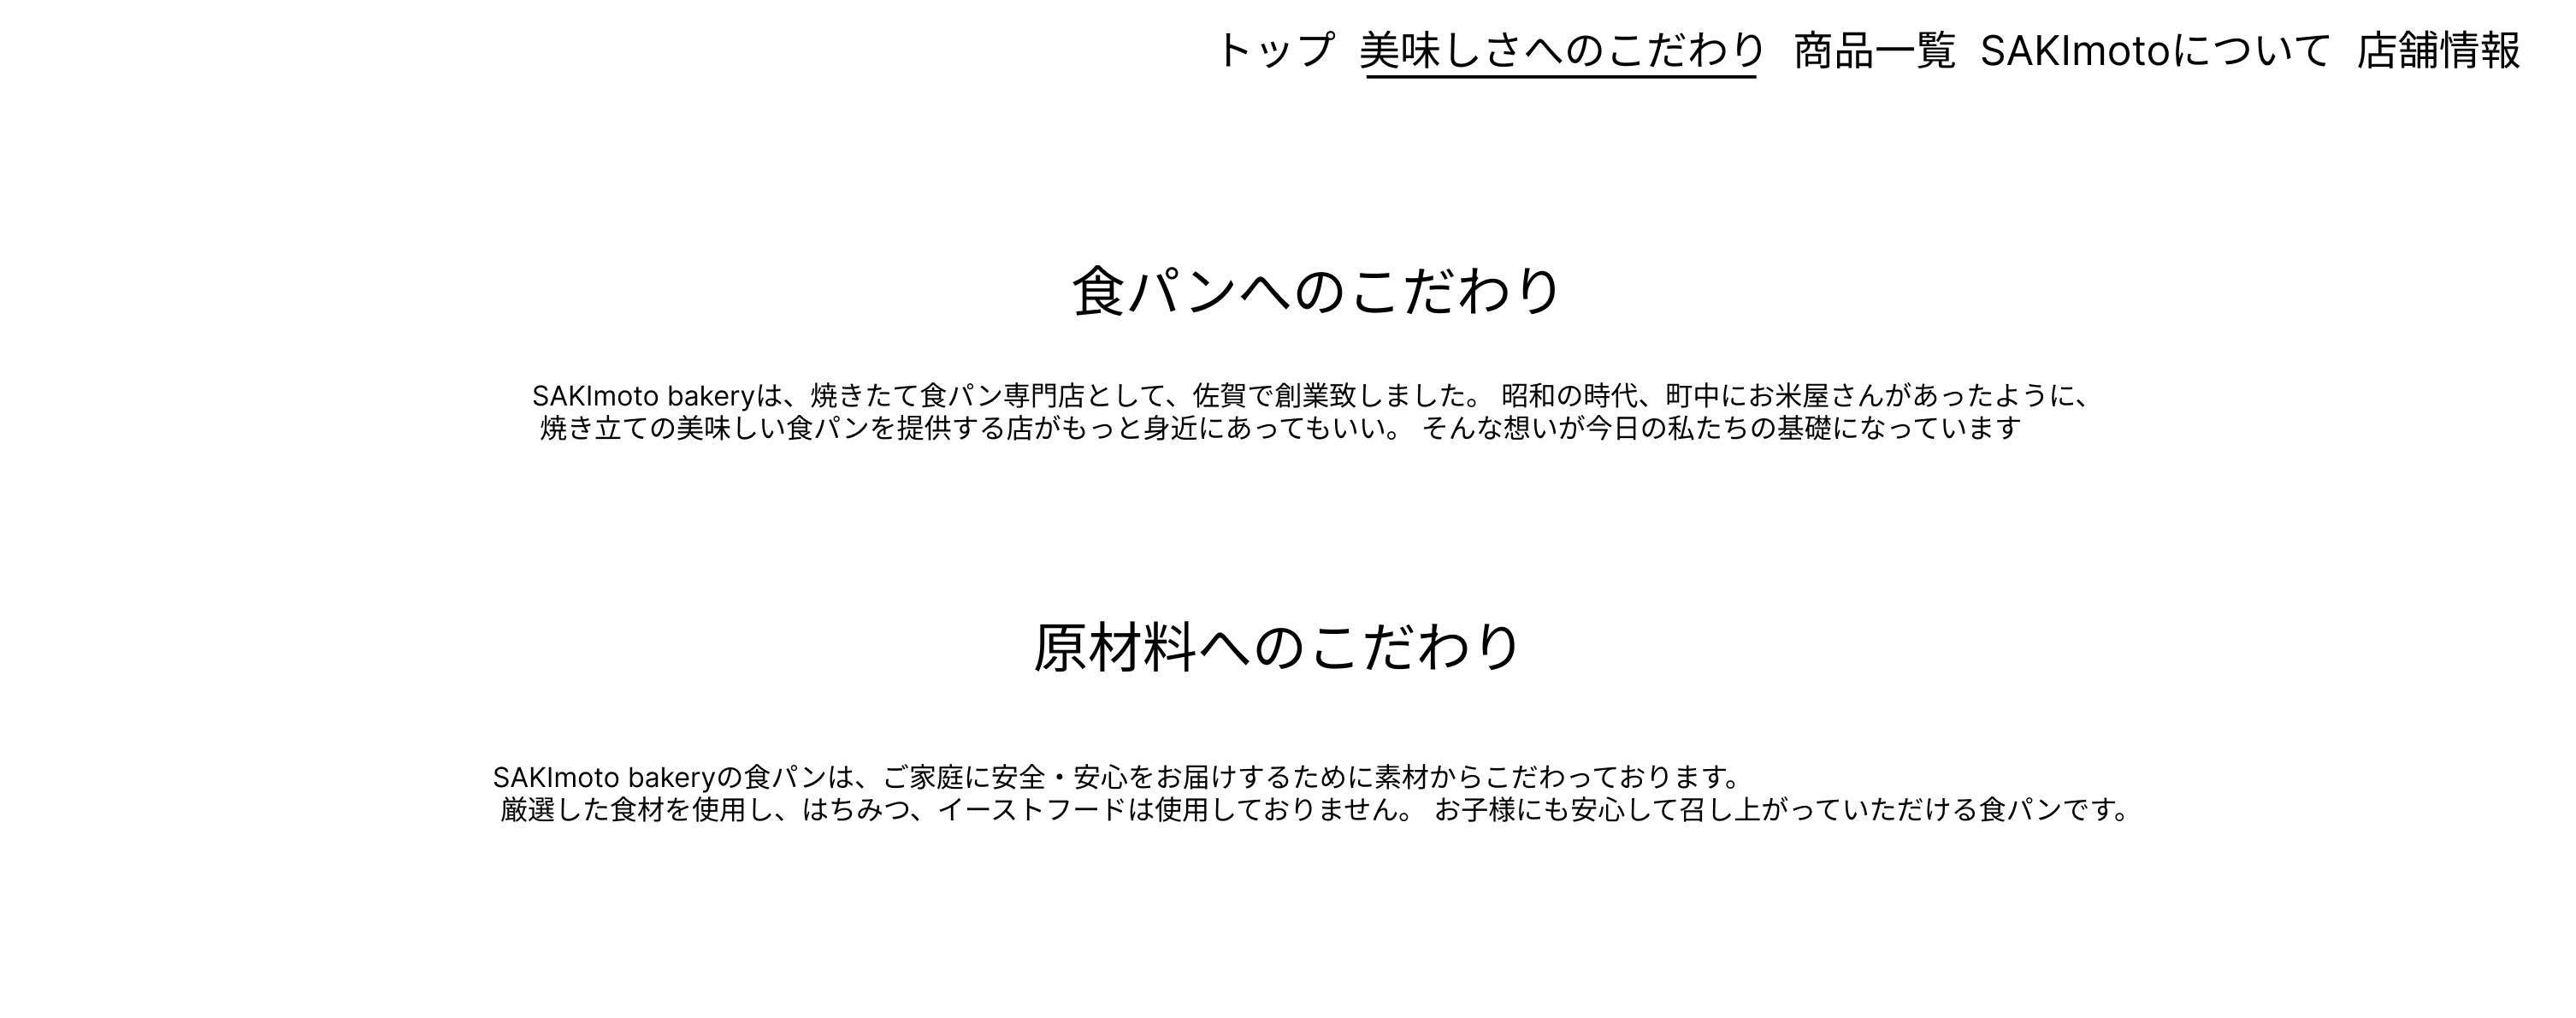 トップ 美味しさへのこだわり 商品一覧 SAKImotoについて 店舗情報
食パンへのこだわり
SAKImoto bakeryは、焼きたて食パン専門店として、佐賀で創業致しました。 昭和の時代、町中にお米屋さんがあったように、
焼き立ての美味しい食パンを提供する店がもっと身近にあってもいい。 そんな想いが今日の私たちの基礎になっています
原材料へのこだわり
SAKImoto bakeryの食パンは、ご家庭に安全・安心をお届けするために素材からこだわっております。
厳選した食材を使用し、はちみつ、イーストフードは使用しておりません。 お子様にも安心して召し上がっていただける食パンです。